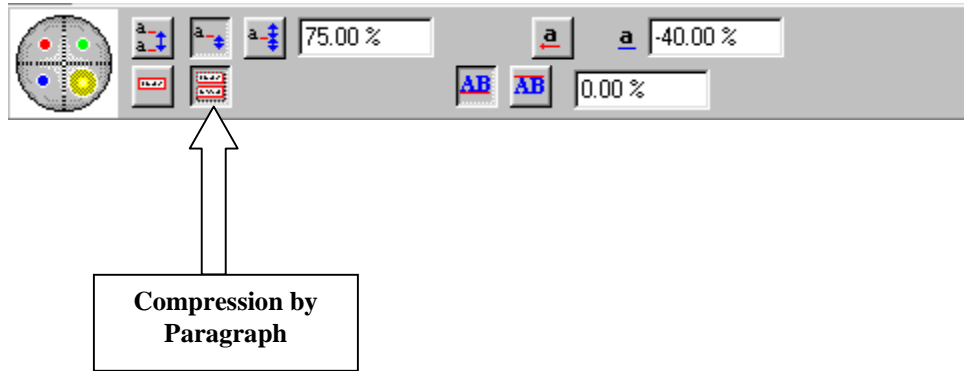 a a 75.00 % a a -40.00 %
a
AB AB 0.00 %
Compression by
Paragraph